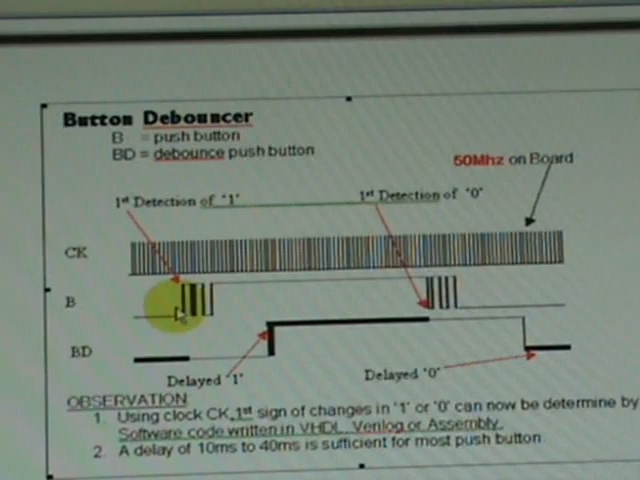 Button Debouncer
B = push button
BD = debounce push button
50Mhz on Board
1st Detection of '1'
1st Detection of '0'
CK
B
BD
Delayed '1'
Delayed '0'
OBSERVATION
1. Using clock CK, 1st sign of changes in '1' or '0' can now be determine by
Software code written in VHDL, Verilog or Assembly.
2. A delay of 10ms to 40ms is sufficient for most push button